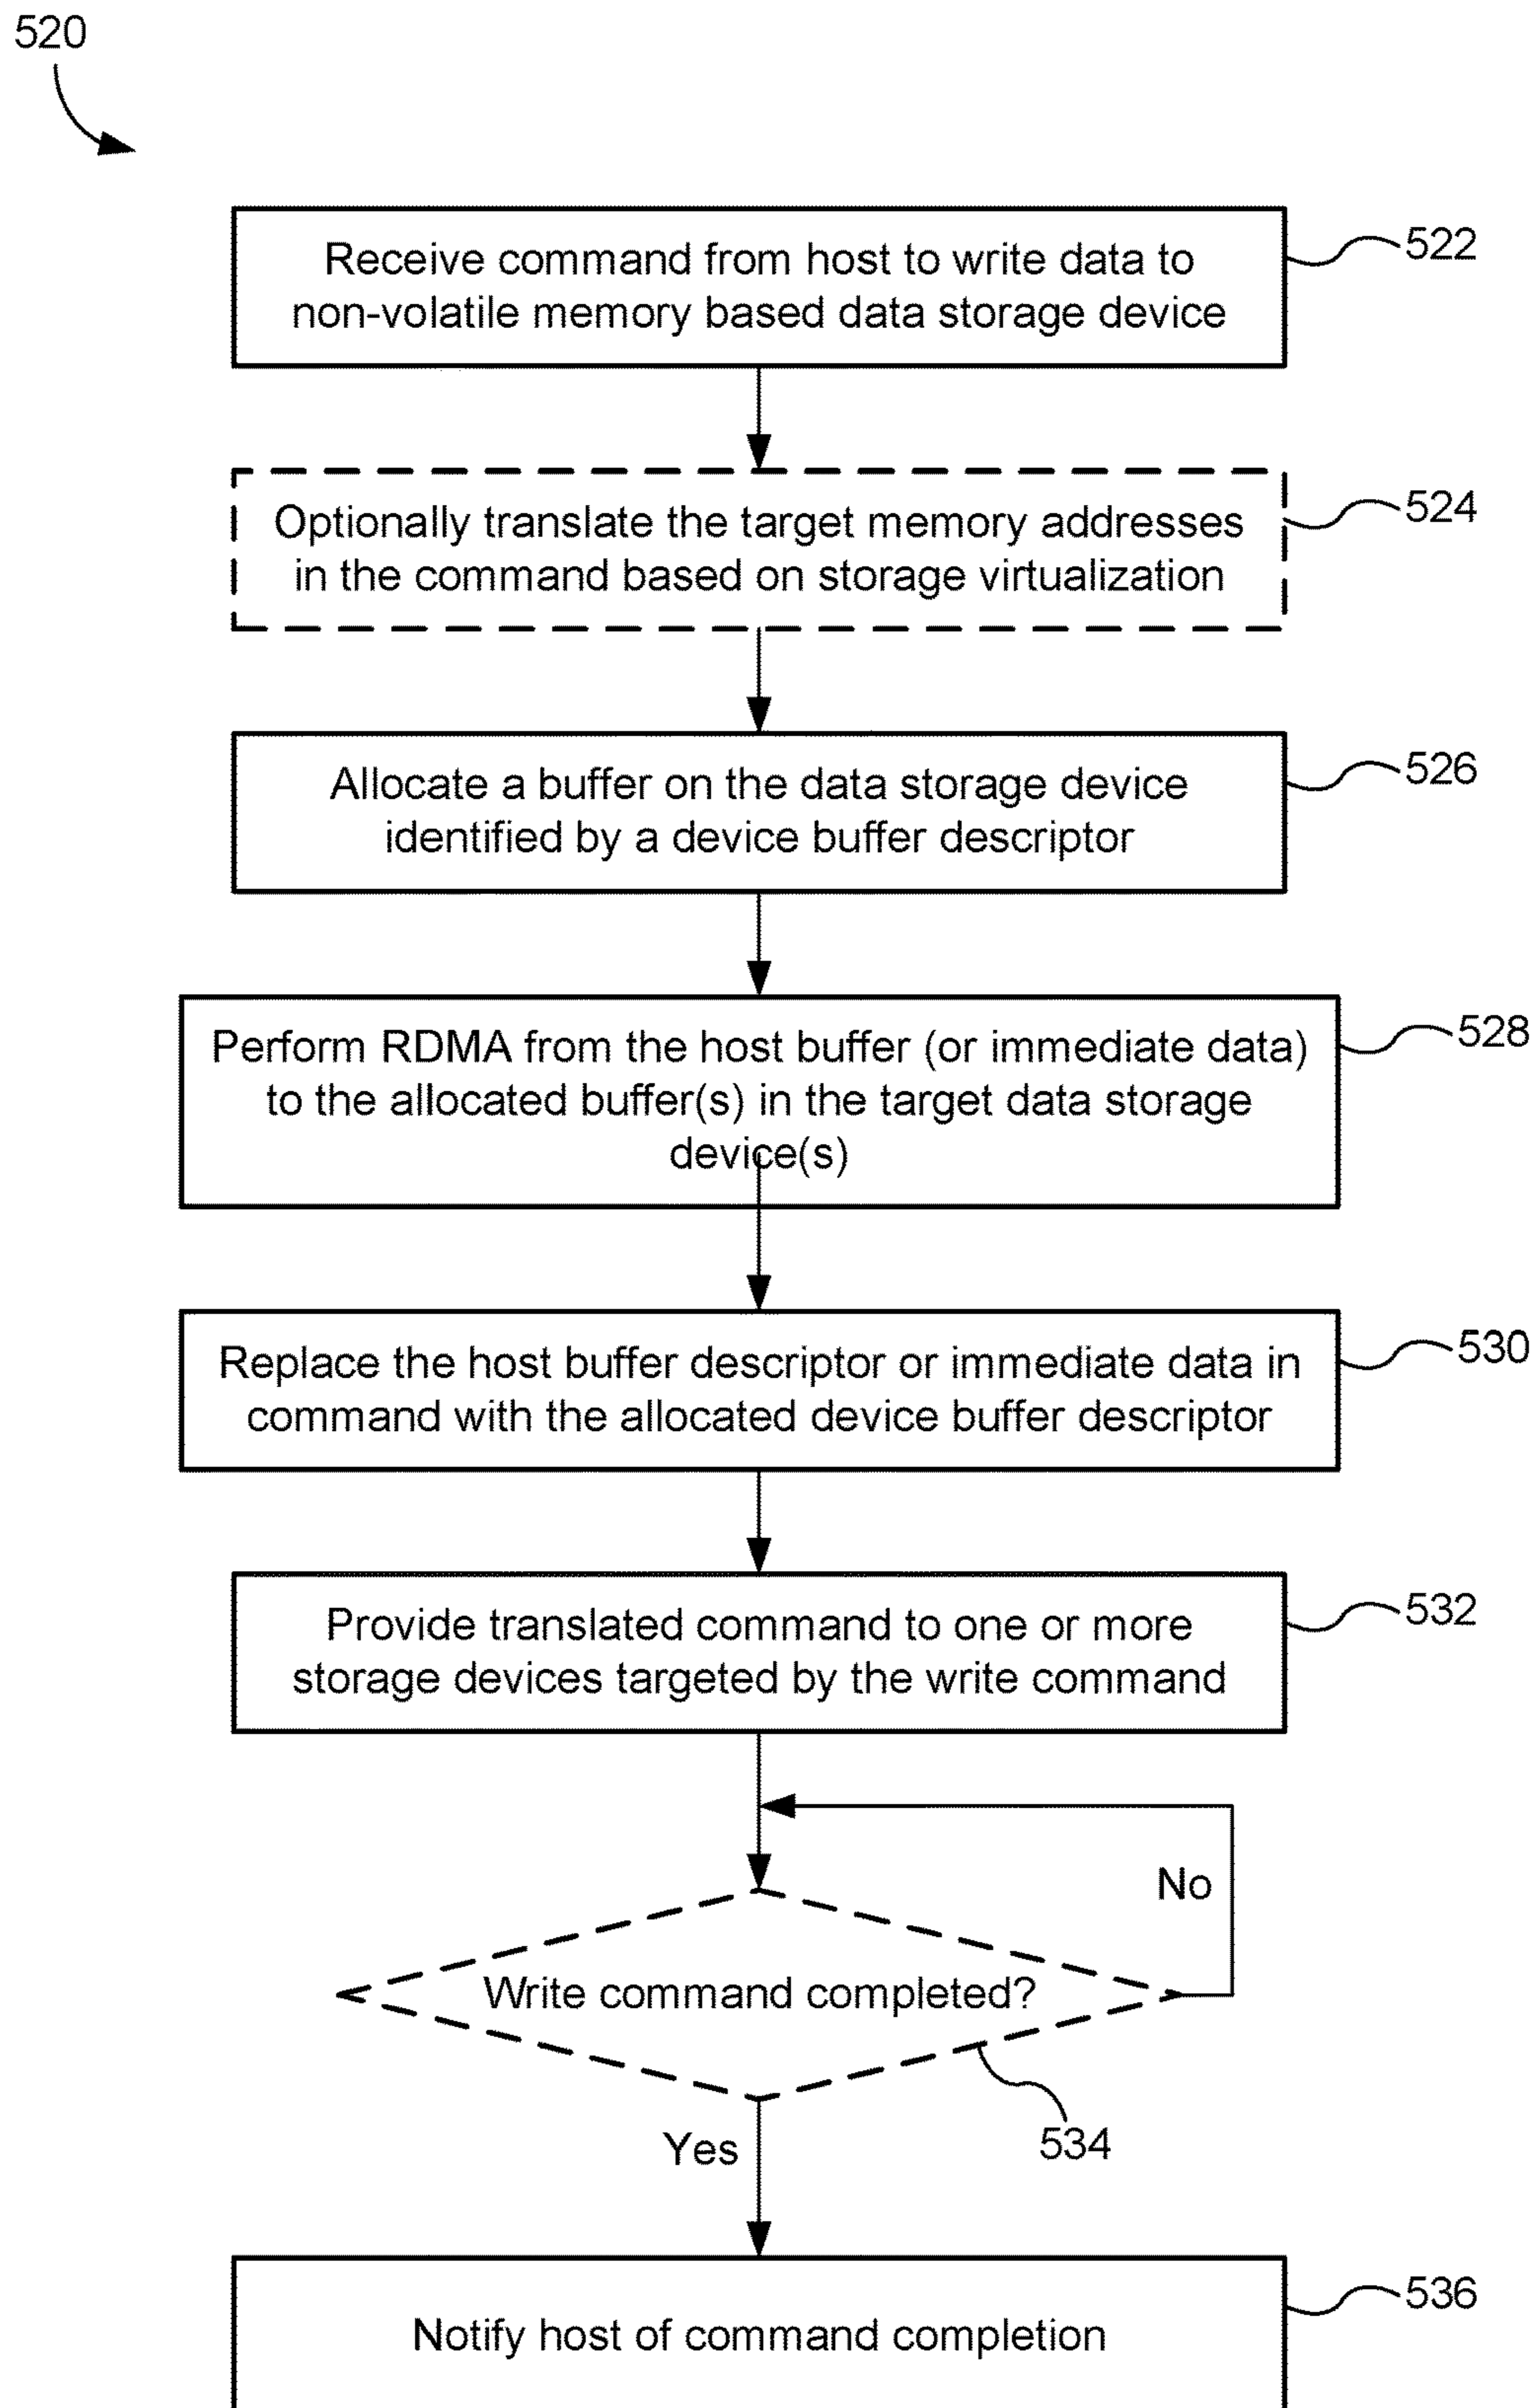 520
Receive command from host to write data to
non-volatile memory based data storage device
522
Optionally translate the target memory addresses
in the command based on storage virtualization
524
Allocate a buffer on the data storage device
identified by a device buffer descriptor
526
Perform RDMA from the host buffer (or immediate data)
to the allocated buffer(s) in the target data storage
device(s)
528
Replace the host buffer descriptor or immediate data in
command with the allocated device buffer descriptor
530
Provide translated command to one or more
storage devices targeted by the write command
532
No
Write command completed?
534
Yes
Notify host of command completion
536